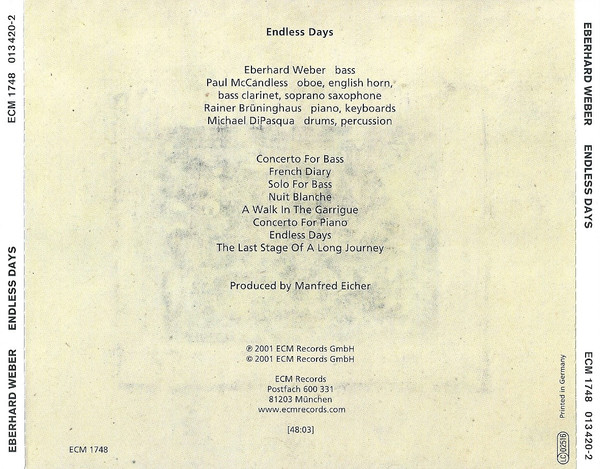 Endless Days
Eberhard Weber bass
Paul McCandless oboe, english horn,
bass clarinet, soprano saxophone
Rainer Brüninghaus piano, keyboards
Michael DiPasqua drums, percussion
Concerto For Bass
French Diary
Solo For Bass
Nuit Blanche
A Walk In The Garrigue
Concerto For Piano
Endless Days
The Last Stage Of A Long Journey
Produced by Manfred Eicher
℗ 2001 ECM Records GmbH
© 2001 ECM Records GmbH
ECM Records
Postfach 600 331
81203 München
www.ecmrecords.com
[48:03]
ECM 1748
Printed in Germany
LC 02516
EBERHARD WEBER ENDLESS DAYS ECM 1748 013 420-2
EBERHARD WEBER ENDLESS DAYS ECM 1748 013 420-2